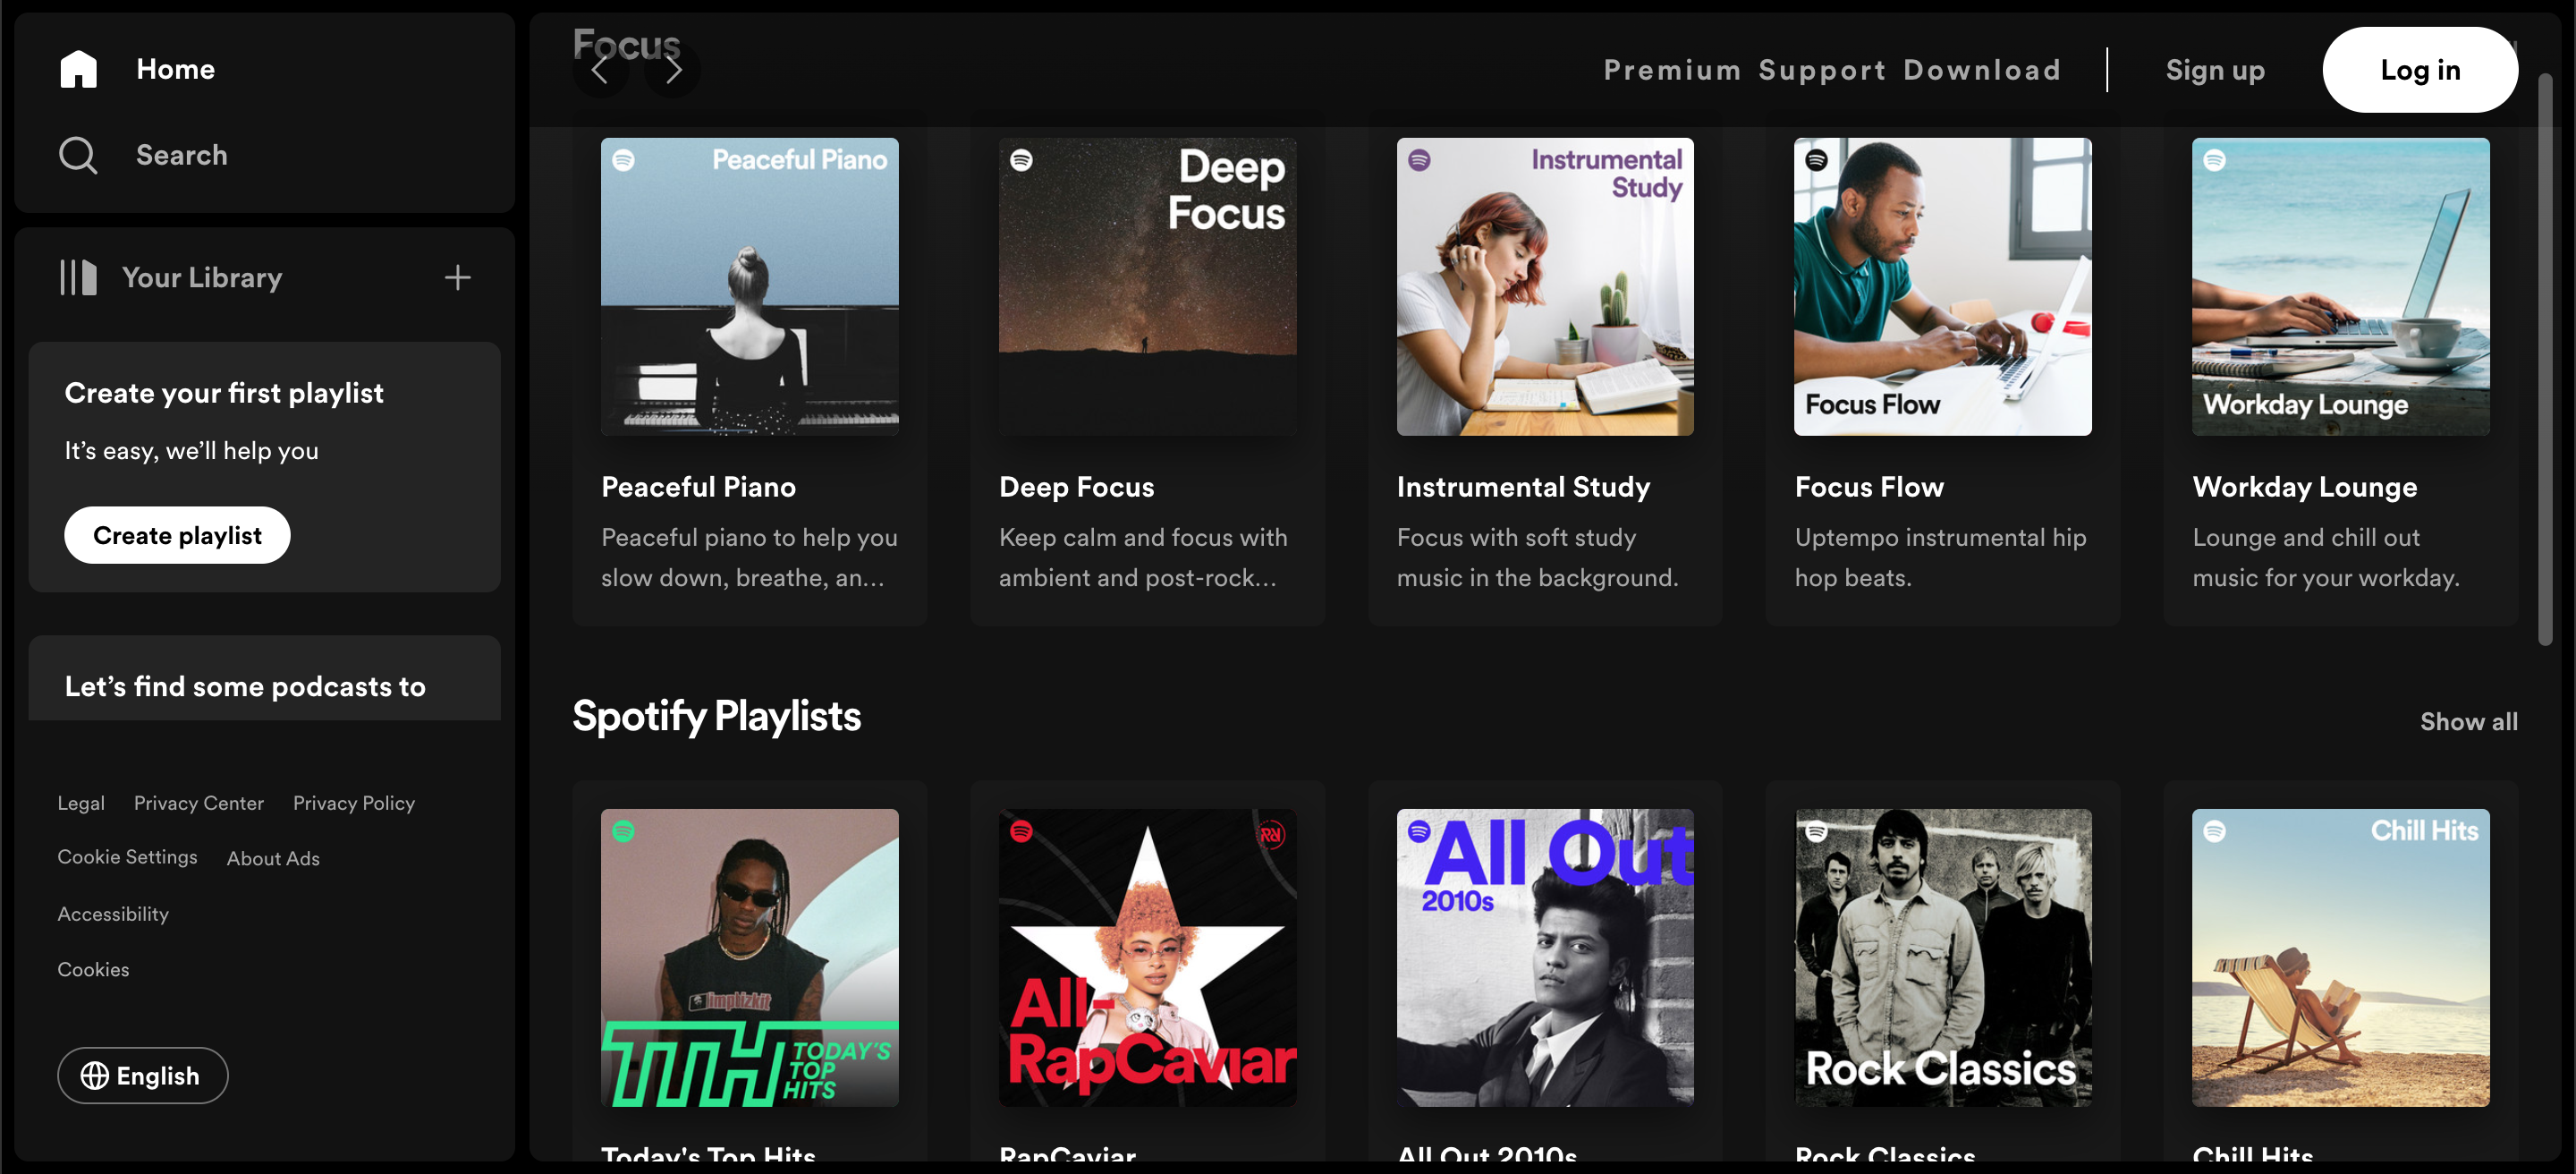 Home
Search
Your Library
Create your first playlist
It's easy, we'll help you
Create playlist
Let's find some podcasts to
Legal Privacy Center Privacy Policy
Cookie Settings About Ads
Accessibility
Cookies
English
Focus
Premium Support Download Sign up Log in
Peaceful Piano
Deep
Focus
Instrumental
Study
Focus Flow
Workday Lounge
Peaceful Piano
Peaceful piano to help you
slow down, breathe, an...
Deep Focus
Keep calm and focus with
ambient and post-rock...
Instrumental Study
Focus with soft study
music in the background.
Focus Flow
Uptempo instrumental hip
hop beats.
Workday Lounge
Lounge and chill out
music for your workday.
Spotify Playlists
Show all
limpbizkit
TTH TODAY'S
TOP
HITS
All-
RapCaviar
All Out
2010s
Rock Classics
Chill Hits
Today's Top Hits
RapCaviar
All Out 2010s
Rock Classics
Chill Hits